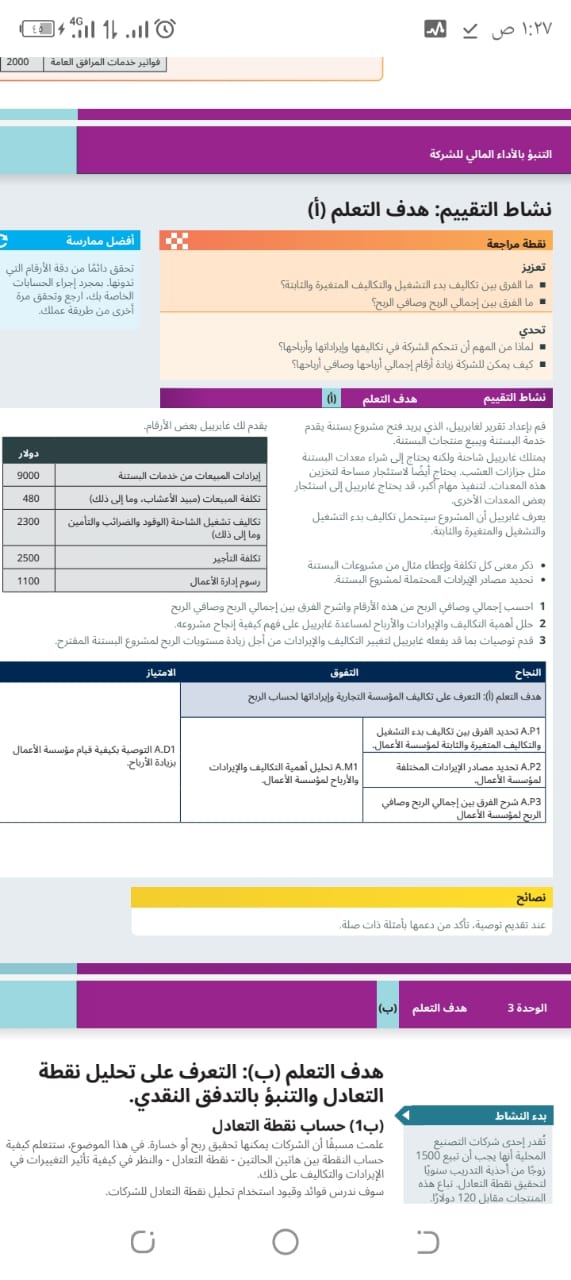 ١:٢٧ ص
4G
فواتير خدمات المرافق العامة 2000
التنبؤ بالأداء المالي للشركة
نشاط التقييم: هدف التعلم (أ)
نقطة مراجعة
تعزيز
■ ما الفرق بين تكاليف بدء التشغيل والتكاليف المتغيرة والثابتة؟
■ ما الفرق بين إجمالي الربح وصافي الربح؟
تحدي
■ لماذا من المهم أن تتحكم الشركة في تكاليفها وإيراداتها وأرباحها؟
■ كيف يمكن للشركة زيادة أرقام إجمالي أرباحها وصافي أرباحها؟
أفضل ممارسة
تحقق دائمًا من دقة الأرقام التي
تدونها. بمجرد إجراء الحسابات
الخاصة بك، ارجع وتحقق مرة
أخرى من طريقة عملك.
نشاط التقييم هدف التعلم (أ)
قم بإعداد تقرير لغابرييل، الذي يريد فتح مشروع بستنة يقدم
خدمة البستنة ويبيع منتجات البستنة.
يمتلك غابرييل شاحنة ولكنه يحتاج إلى شراء معدات البستنة
مثل جزازات العشب. يحتاج أيضًا لاستئجار مساحة لتخزين
هذه المعدات. لتنفيذ مهام أكبر، قد يحتاج غابرييل إلى استئجار
بعض المعدات الأخرى.
يعرف غابرييل أن المشروع سيتحمل تكاليف بدء التشغيل
والتشغيل والمتغيرة والثابتة.
• ذكر معنى كل تكلفة وإعطاء مثال من مشروعات البستنة
• تحديد مصادر الإيرادات المحتملة لمشروع البستنة.
يقدم لك غابرييل بعض الأرقام.
دولار
إيرادات المبيعات من خدمات البستنة 9000
تكلفة المبيعات (مبيد الأعشاب، وما إلى ذلك) 480
تكاليف تشغيل الشاحنة (الوقود والضرائب والتأمين 2300
وما إلى ذلك)
تكلفة التأجير 2500
رسوم إدارة الأعمال 1100
1 احسب إجمالي وصافي الربح من هذه الأرقام واشرح الفرق بين إجمالي الربح وصافي الربح
2 حلل أهمية التكاليف والإيرادات والأرباح لمساعدة غابرييل على فهم كيفية إنجاح مشروعه.
3 قدم توصيات بما قد يفعله غابرييل لتغيير التكاليف والإيرادات من أجل زيادة مستويات الربح لمشروع البستنة المقترح.
النجاح التفوق الامتياز
هدف التعلم (أ): التعرف على تكاليف المؤسسة التجارية وإيراداتها لحساب الربح
A.P1 تحديد الفرق بين تكاليف بدء التشغيل
والتكاليف المتغيرة والثابتة لمؤسسة الأعمال.
A.P2 تحديد مصادر الإيرادات المختلفة
لمؤسسة الأعمال.
A.P3 شرح الفرق بين إجمالي الربح وصافي
الربح لمؤسسة الأعمال
A.M1 تحليل أهمية التكاليف والإيرادات
والأرباح لمؤسسة الأعمال.
A.D1 التوصية بكيفية قيام مؤسسة الأعمال
بزيادة الأرباح.
نصائح
عند تقديم توصية، تأكد من دعمها بأمثلة ذات صلة.
الوحدة 3 هدف التعلم (ب)
هدف التعلم (ب): التعرف على تحليل نقطة
التعادل والتنبؤ بالتدفق النقدي.
(ب1) حساب نقطة التعادل
علمت مسبقًا أن الشركات يمكنها تحقيق ربح أو خسارة. في هذا الموضوع، ستتعلم كيفية
حساب النقطة بين هاتين الحالتين - نقطة التعادل - والنظر في كيفية تأثير التغييرات في
الإيرادات والتكاليف على ذلك.
سوف ندرس فوائد وقيود استخدام تحليل نقطة التعادل للشركات.
بدء النشاط
تُقدر إحدى شركات التصنيع
المحلية أنها يجب أن تبيع 1500
زوجًا من أحذية التدريب سنويًا
لتحقيق نقطة التعادل. تباع هذه
المنتجات مقابل 120 دولارًا.